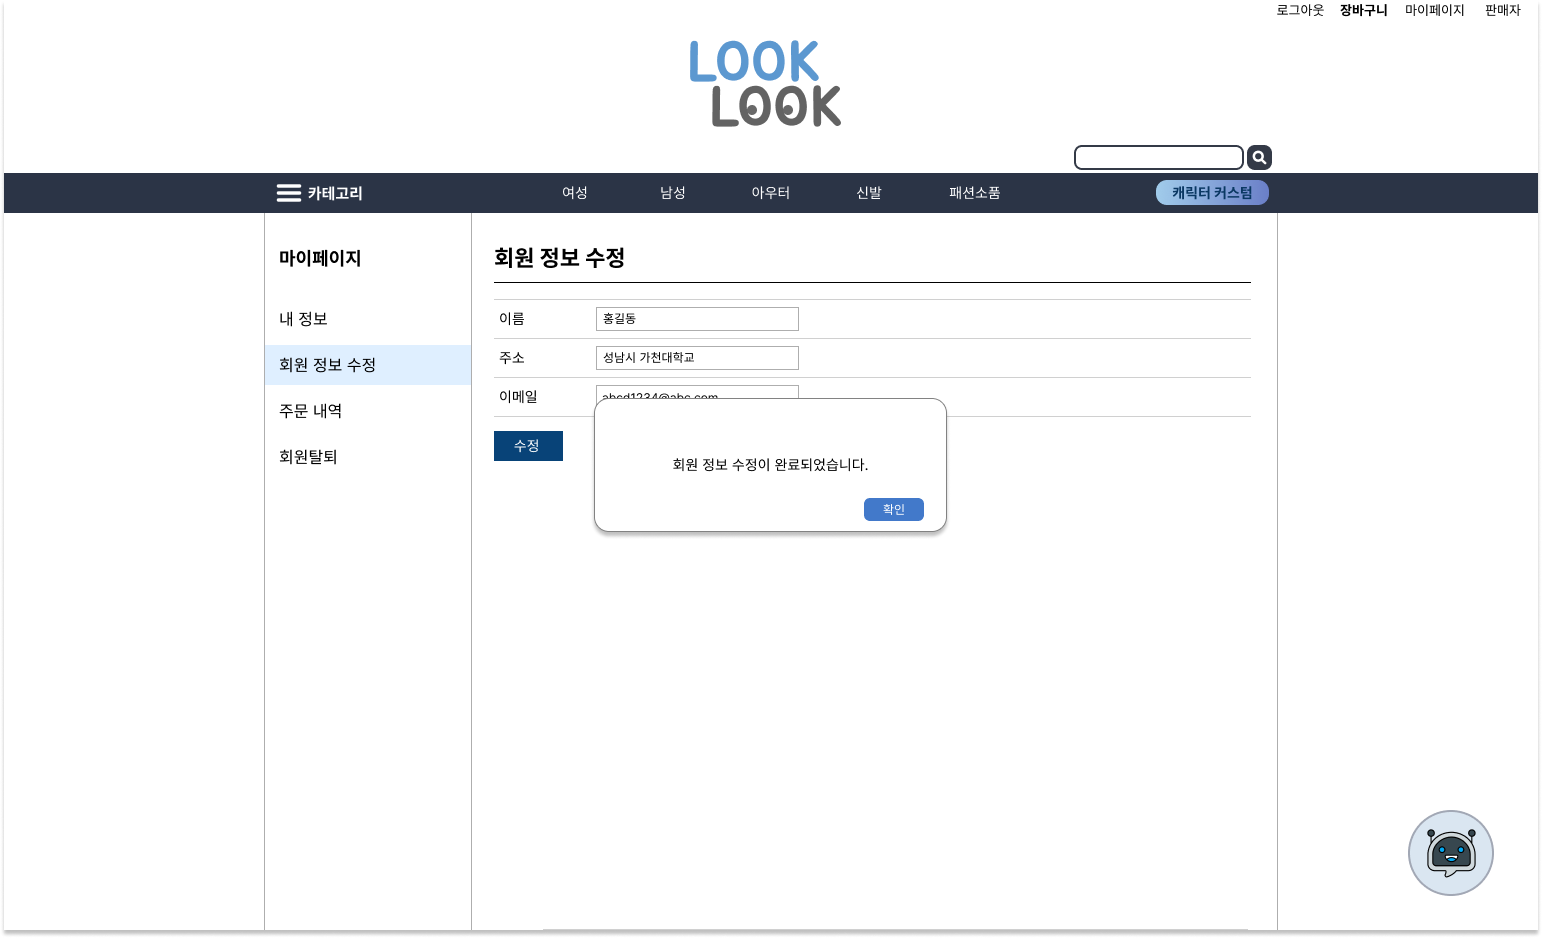 로그아웃 장바구니 마이페이지 판매자
LOOK
LOOK
카테고리 여성 남성 아우터 신발 패션소품 캐릭터 커스텀
마이페이지
내 정보
회원 정보 수정
주문 내역
회원탈퇴
회원 정보 수정
이름 홍길동
주소 성남시 가천대학교
이메일 abcd1234@abc.com
수정
회원 정보 수정이 완료되었습니다.
확인